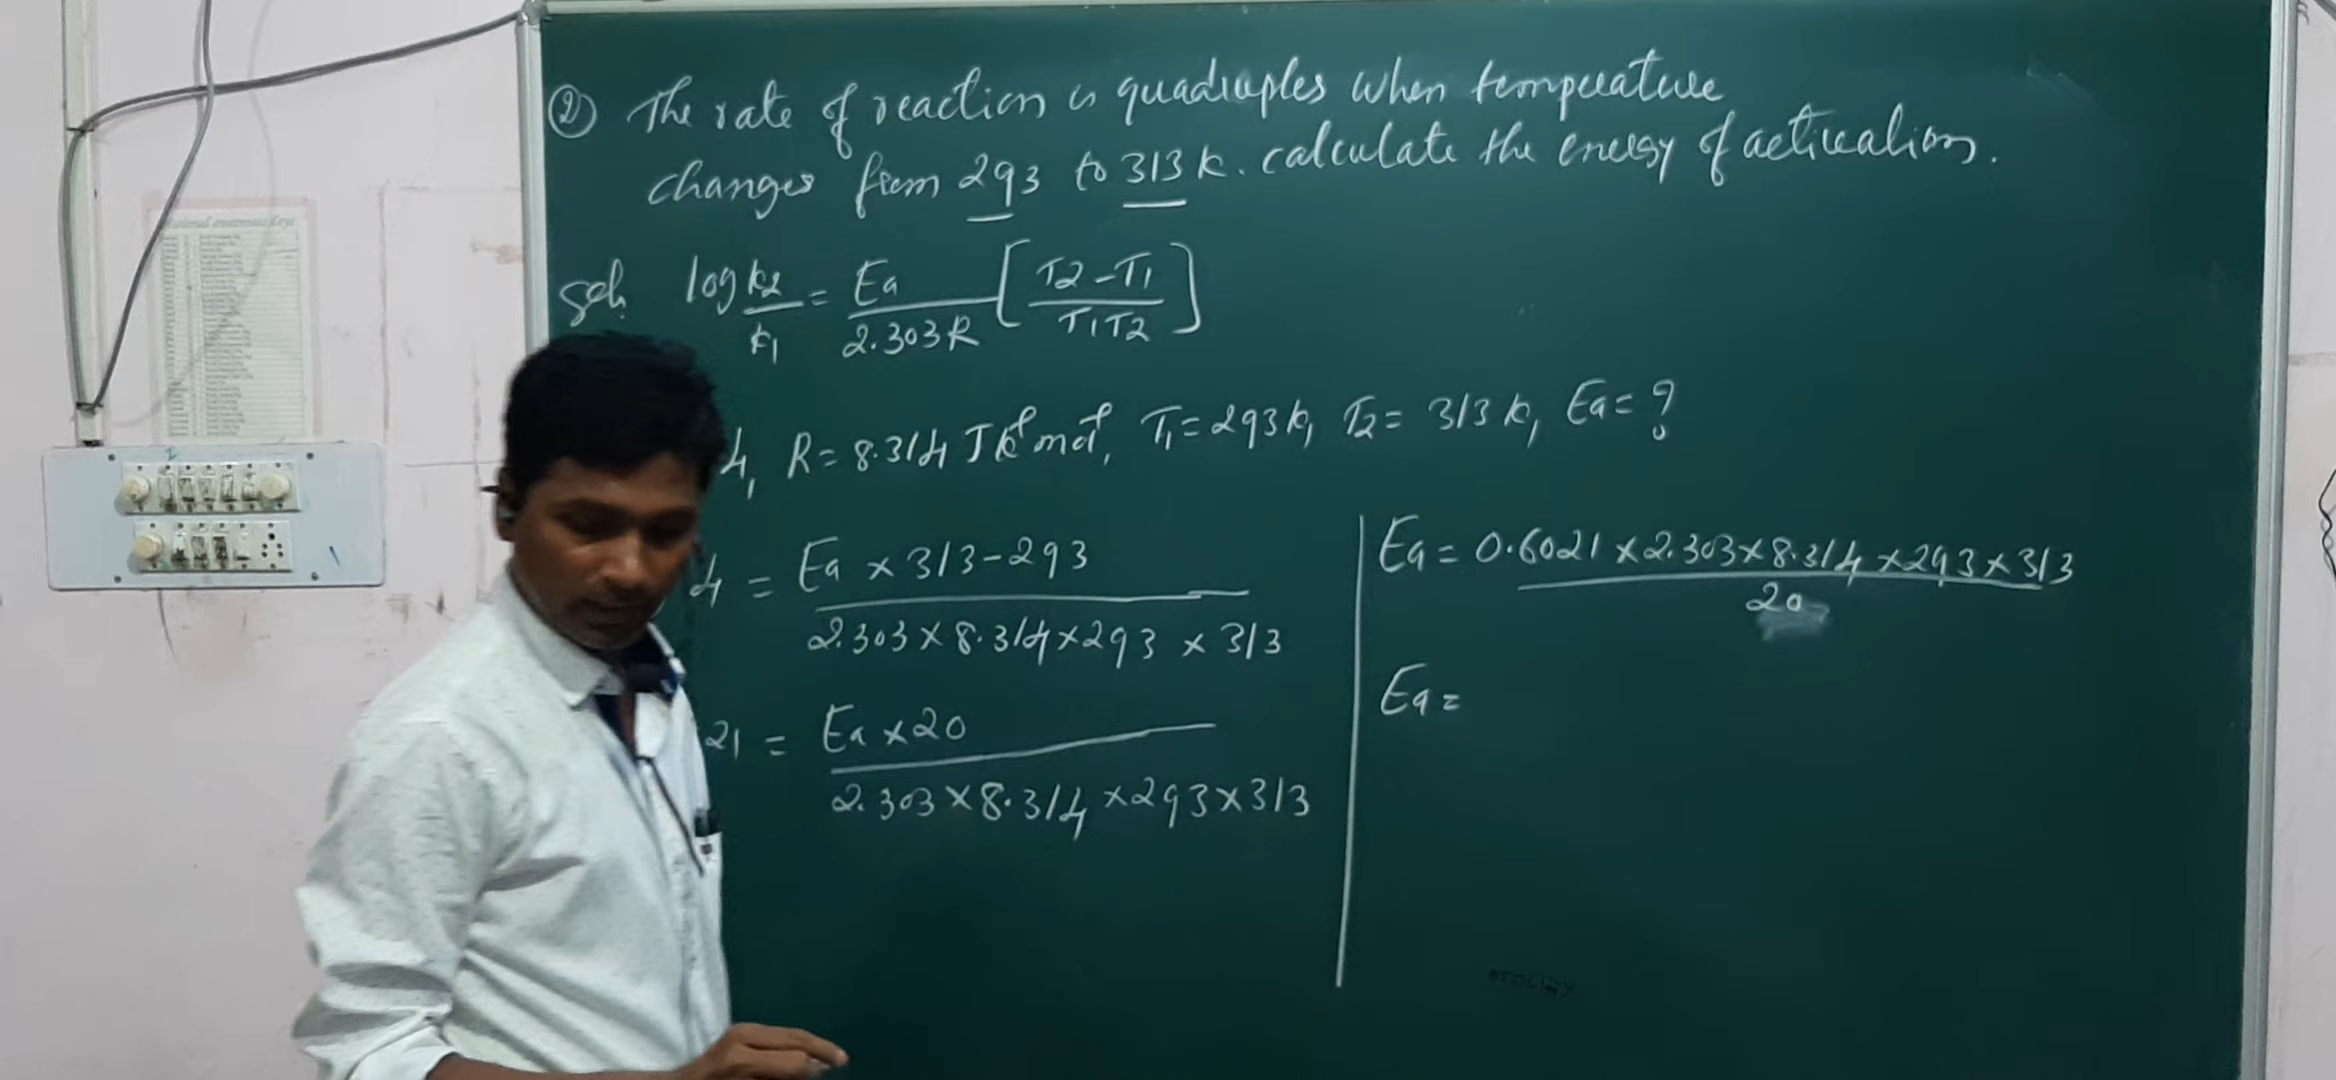 ② The rate of reaction is quadruples when temperature
changes from 293 to 313 K. calculate the energy of activation.
Sol. log k2/k1 = Ea/2.303R [T2-T1/T1T2]
4, R = 8.314 J K⁻¹ mol⁻¹, T1 = 293 K, T2 = 313 K, Ea = ?
4 = Ea × 313-293
2.303 × 8.314 × 293 × 313
21 = Ea × 20
2.303 × 8.314 × 293 × 313
Ea = 0.6021 × 2.303 × 8.314 × 293 × 313
20
Ea =